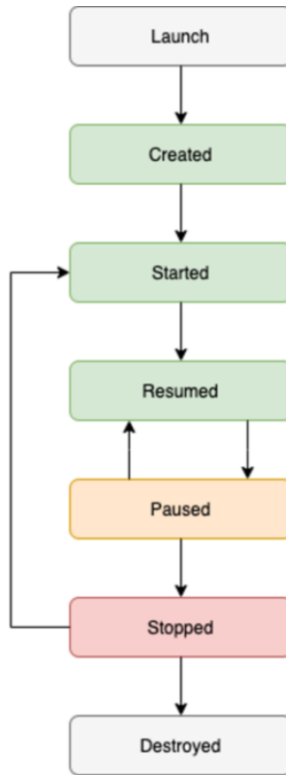 Launch
Created
Started
Resumed
Paused
Stopped
Destroyed